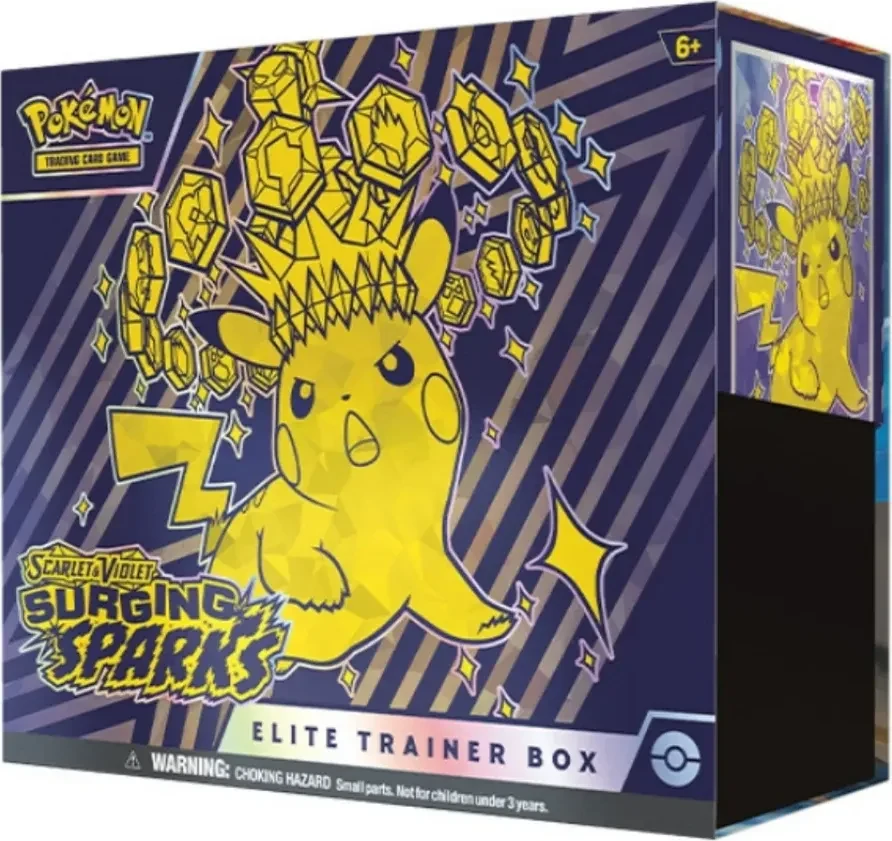 6+
Pokémon
TRADING CARD GAME
SCARLET & VIOLET
SURGING
SPARKS
ELITE TRAINER BOX
WARNING: CHOKING HAZARD Small parts. Not for children under 3 years.